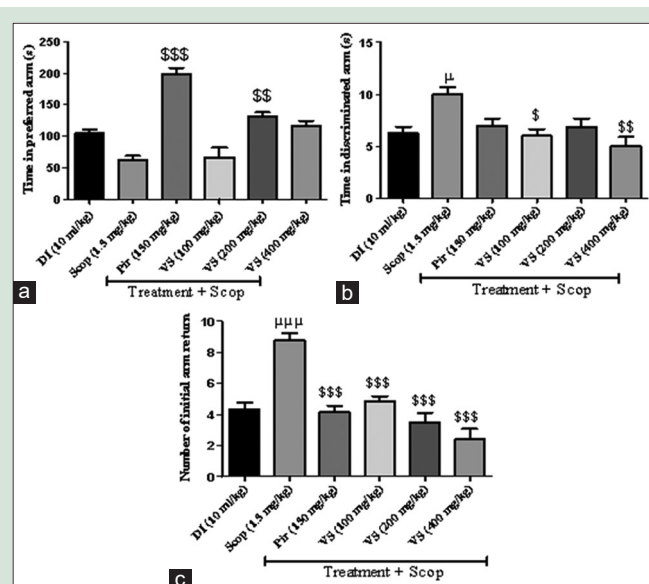 Time in preferred arm (s)
250
200
150
100
50
0
$$$
$$
DI (10 ml/kg)
Scop (1.5 mg/kg)
Pir (150 mg/kg)
VS (100 mg/kg)
VS (200 mg/kg)
VS (400 mg/kg)
Treatment + Scop
a
Time in discriminated arm (s)
15
10
5
0
μ
$
$$
DI (10 ml/kg)
Scop (1.5 mg/kg)
Pir (150 mg/kg)
VS (100 mg/kg)
VS (200 mg/kg)
VS (400 mg/kg)
Treatment + Scop
b
Number of initial arm return
10
8
6
4
2
0
μμμ
$$$
$$$
$$$
$$$
DI (10 ml/kg)
Scop (1.5 mg/kg)
Pir (150 mg/kg)
VS (100 mg/kg)
VS (200 mg/kg)
VS (400 mg/kg)
Treatment + Scop
c